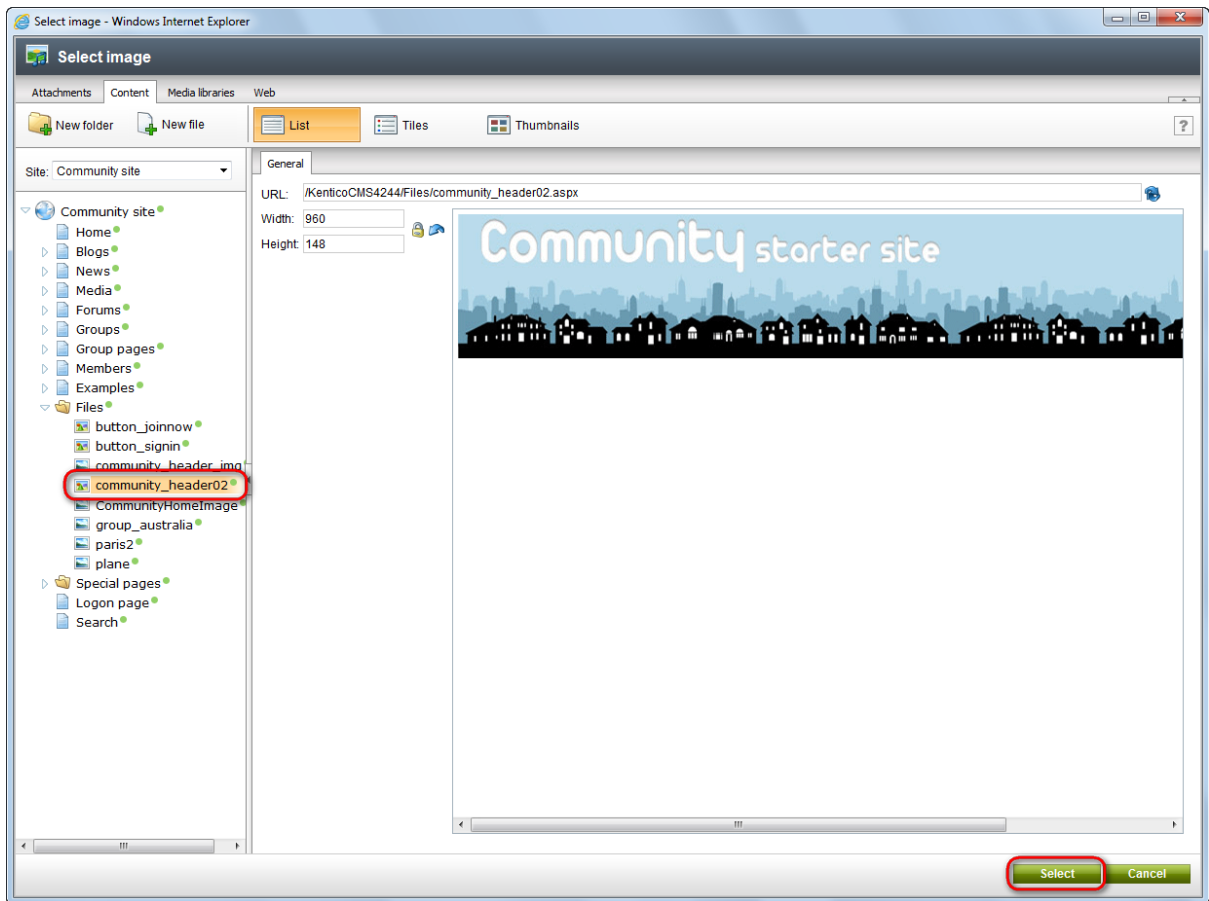 Select image - Windows Internet Explorer
Select image
Attachments Content Media libraries Web
New folder New file List Tiles Thumbnails ?
Site: Community site
General
URL: /KenticoCMS4244/Files/community_header02.aspx
Width: 960
Height: 148
Community starter site
Community site
Home
Blogs
News
Media
Forums
Groups
Group pages
Members
Examples
Files
button_joinnow
button_signin
community_header_img
community_header02
CommunityHomeImage
group_australia
paris2
plane
Special pages
Logon page
Search
Select Cancel